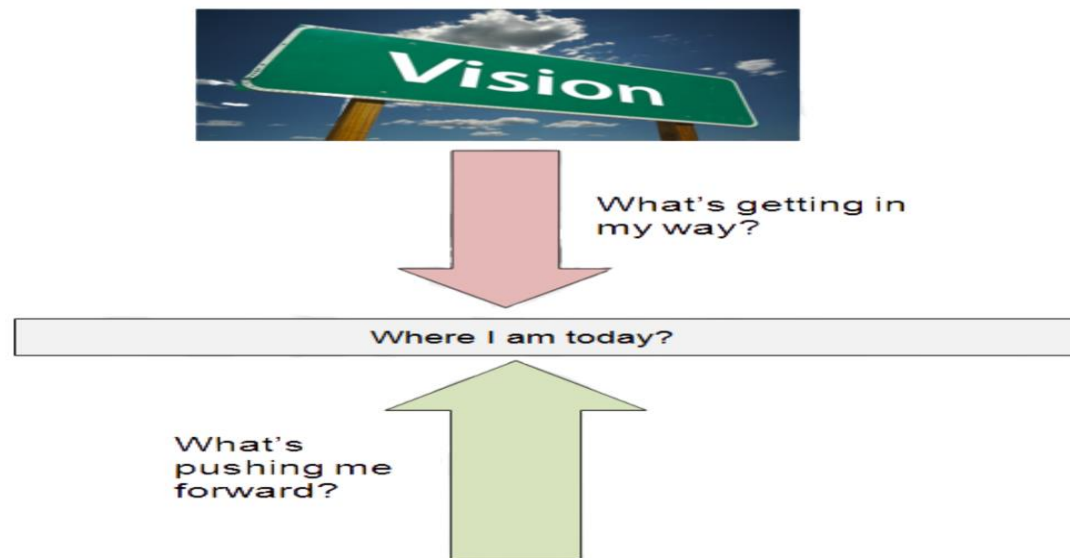 Vision
What's getting in
my way?
Where I am today?
What's
pushing me
forward?